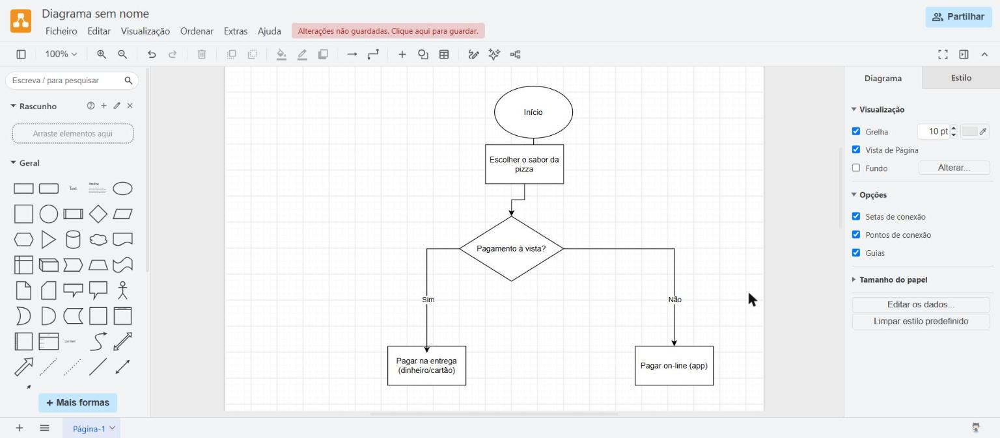 Diagrama sem nome
Partilhar
Ficheiro Editar Visualização Ordenar Extras Ajuda Alterações não guardadas. Clique aqui para guardar.
100%
Escreva / para pesquisar
Rascunho
Arraste elementos aqui
Geral
Text
Heading
List Item
+ Mais formas
Início
Escolher o sabor da
pizza
Pagamento à vista?
Sim
Não
Pagar na entrega
(dinheiro/cartão)
Pagar on-line (app)
Diagrama
Estilo
Visualização
Grelha 10 pt
Vista de Página
Fundo Alterar...
Opções
Setas de conexão
Pontos de conexão
Guias
Tamanho do papel
Editar os dados...
Limpar estilo predefinido
Página-1